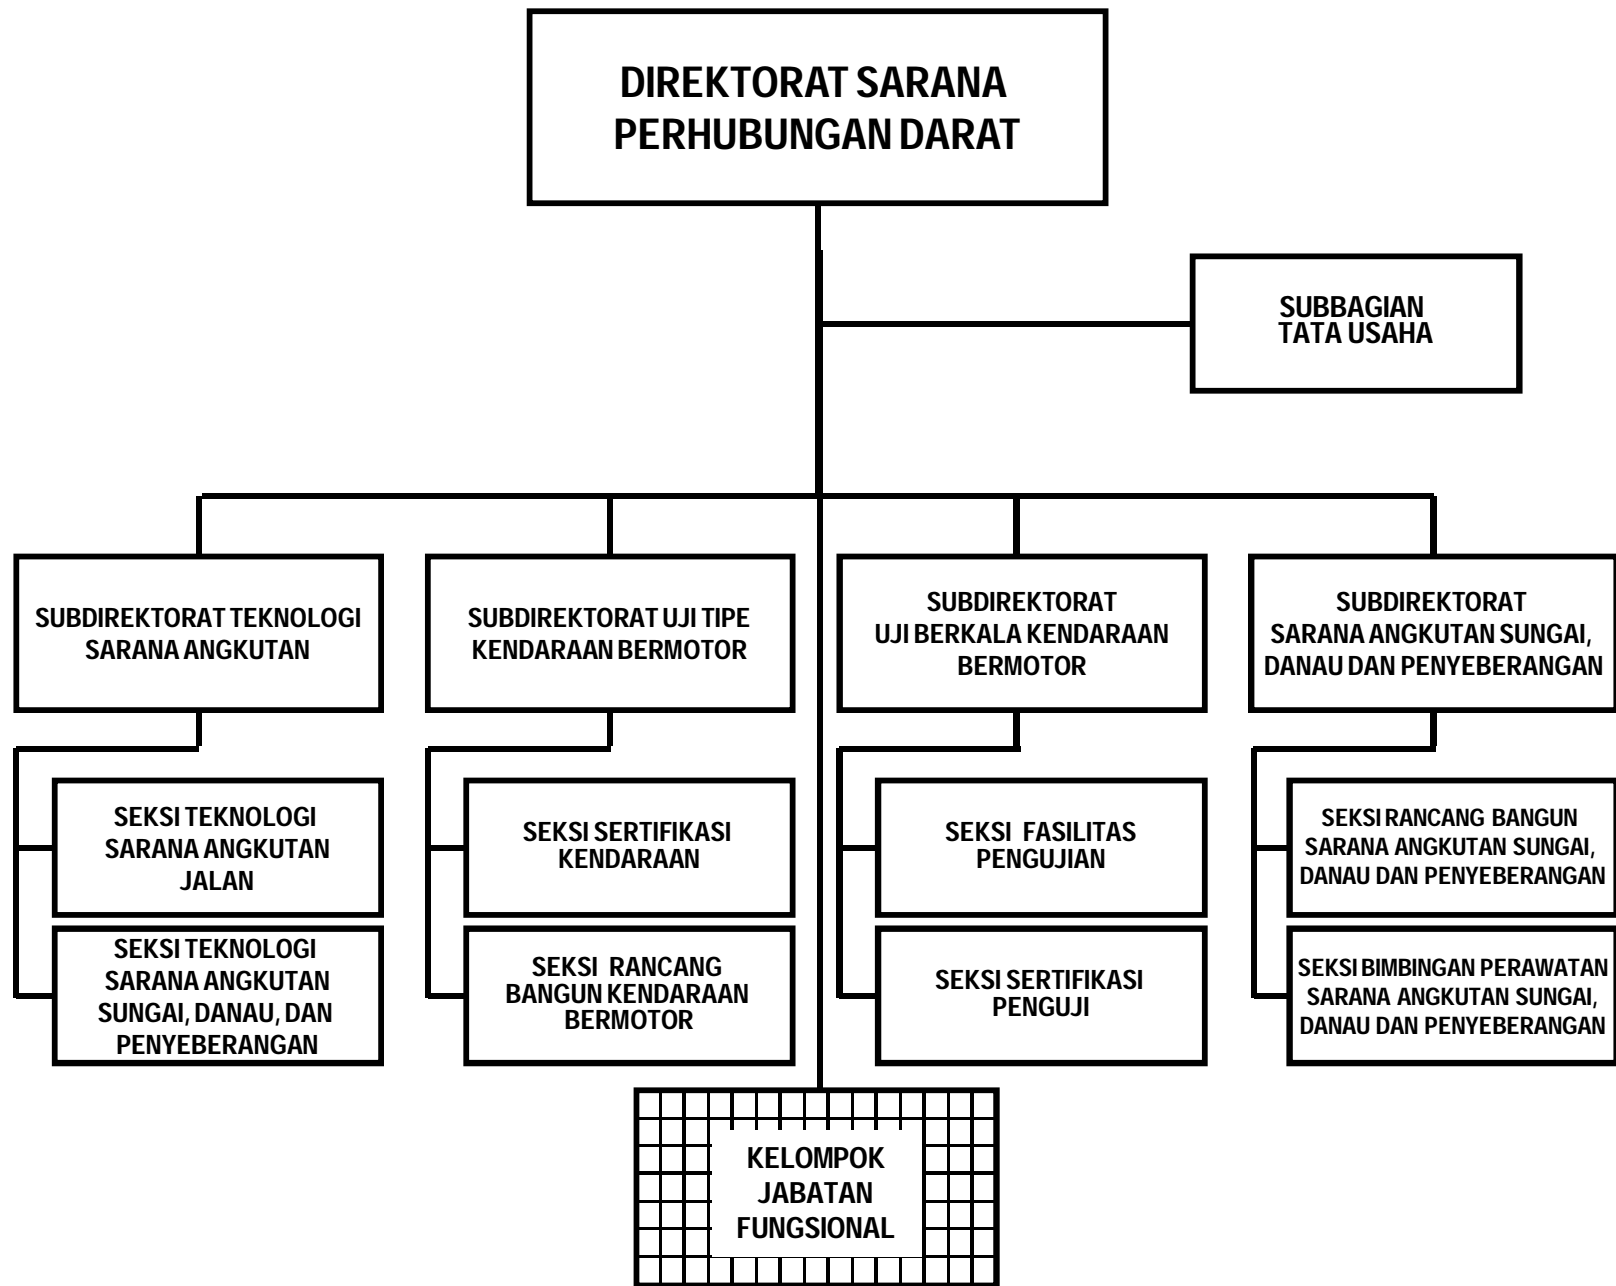 DIREKTORAT SARANA
PERHUBUNGAN DARAT
SUBBAGIAN
TATA USAHA
SUBDIREKTORAT TEKNOLOGI
SARANA ANGKUTAN
SUBDIREKTORAT UJI TIPE
KENDARAAN BERMOTOR
SUBDIREKTORAT
UJI BERKALA KENDARAAN
BERMOTOR
SUBDIREKTORAT
SARANA ANGKUTAN SUNGAI,
DANAU DAN PENYEBERANGAN
SEKSI TEKNOLOGI
SARANA ANGKUTAN
JALAN
SEKSI SERTIFIKASI
KENDARAAN
SEKSI FASILITAS
PENGUJIAN
SEKSI RANCANG BANGUN
SARANA ANGKUTAN SUNGAI,
DANAU DAN PENYEBERANGAN
SEKSI TEKNOLOGI
SARANA ANGKUTAN
SUNGAI, DANAU, DAN
PENYEBERANGAN
SEKSI RANCANG
BANGUN KENDARAAN
BERMOTOR
SEKSI SERTIFIKASI
PENGUJI
SEKSI BIMBINGAN PERAWATAN
SARANA ANGKUTAN SUNGAI,
DANAU DAN PENYEBERANGAN
KELOMPOK
JABATAN
FUNGSIONAL